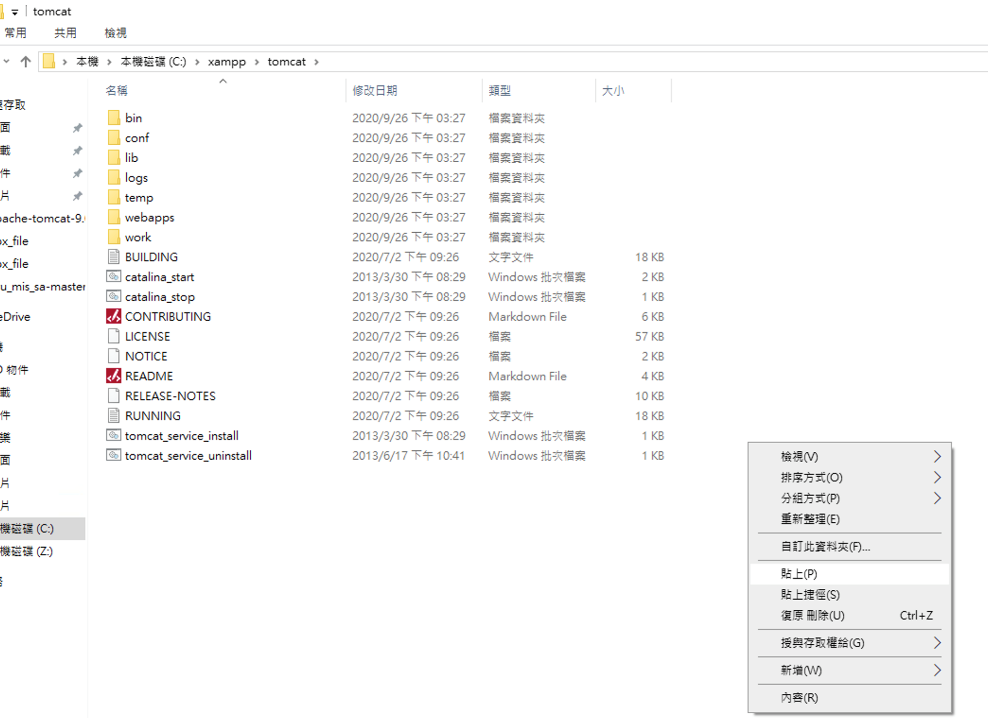 tomcat
常用 共用 檢視
本機 本機磁碟 (C:) xampp tomcat
名稱 修改日期 類型 大小
bin 2020/9/26 下午 03:27 檔案資料夾
conf 2020/9/26 下午 03:27 檔案資料夾
lib 2020/9/26 下午 03:27 檔案資料夾
logs 2020/9/26 下午 03:27 檔案資料夾
temp 2020/9/26 下午 03:27 檔案資料夾
webapps 2020/9/26 下午 03:27 檔案資料夾
work 2020/9/26 下午 03:27 檔案資料夾
BUILDING 2020/7/2 下午 09:26 文字文件 18 KB
catalina_start 2013/3/30 下午 08:29 Windows 批次檔案 2 KB
catalina_stop 2013/3/30 下午 08:29 Windows 批次檔案 1 KB
CONTRIBUTING 2020/7/2 下午 09:26 Markdown File 6 KB
LICENSE 2020/7/2 下午 09:26 檔案 57 KB
NOTICE 2020/7/2 下午 09:26 檔案 2 KB
README 2020/7/2 下午 09:26 Markdown File 4 KB
RELEASE-NOTES 2020/7/2 下午 09:26 檔案 10 KB
RUNNING 2020/7/2 下午 09:26 文字文件 18 KB
tomcat_service_install 2013/3/30 下午 08:29 Windows 批次檔案 1 KB
tomcat_service_uninstall 2013/6/17 下午 10:41 Windows 批次檔案 1 KB
存取
面
載
件
片
ache-tomcat-9.
x_file
x_file
u_mis_sa-master
eDrive
物件
載
件
樂
面
片
片
機磁碟 (C:)
機磁碟 (Z:)
檢視(V)
排序方式(O)
分組方式(P)
重新整理(E)
自訂此資料夾(F)...
貼上(P)
貼上捷徑(S)
復原 刪除(U) Ctrl+Z
授與存取權給(G)
新增(W)
內容(R)